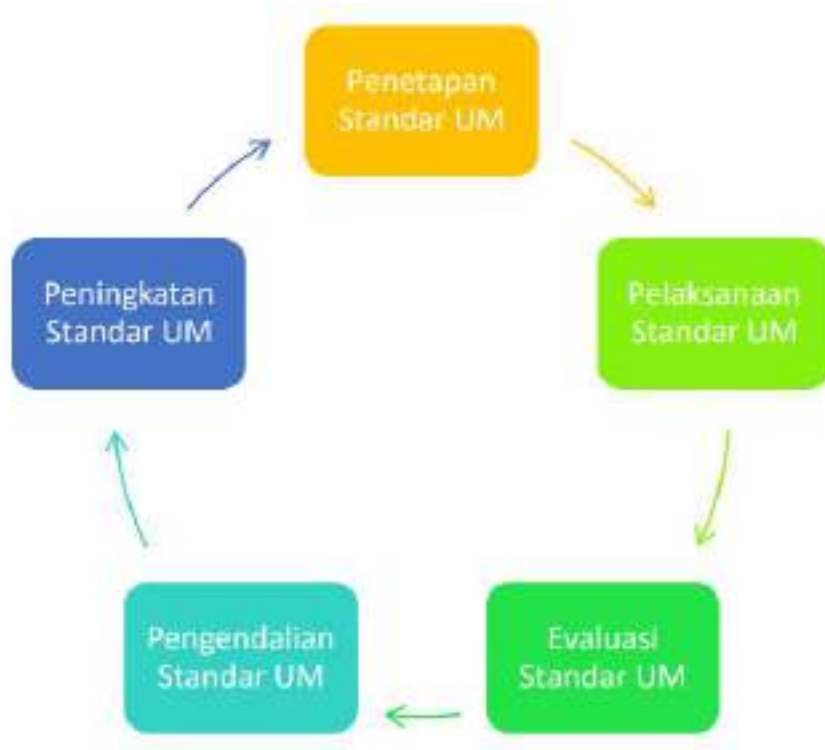 Penetapan
Standar UM
Pelaksanaan
Standar UM
Evaluasi
Standar UM
Pengendalian
Standar UM
Peningkatan
Standar UM